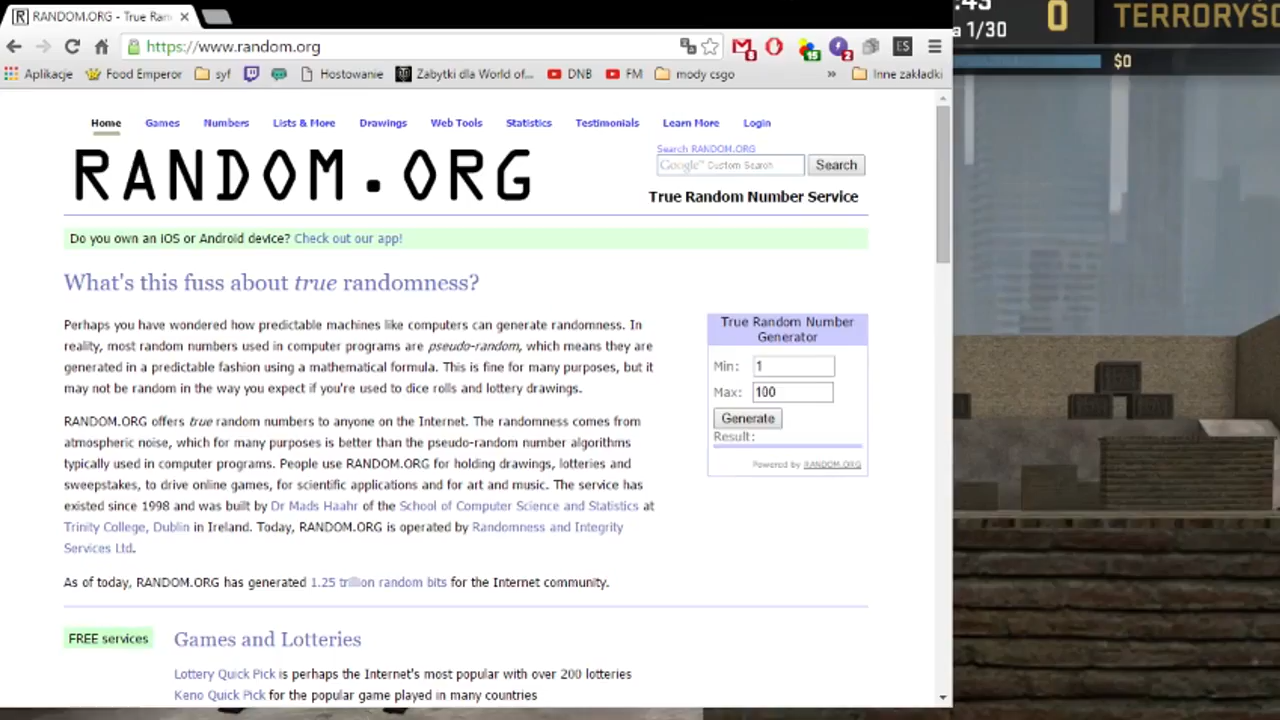 RANDOM.ORG - True Ran
:43
a 1/30
0
TERRORYŚC
$0
https://www.random.org
Aplikacje
Food Emperor
syf
Hostowanie
Zabytki dla World of...
DNB
FM
mody csgo
»
Inne zakładki
Home
Games
Numbers
Lists & More
Drawings
Web Tools
Statistics
Testimonials
Learn More
Login
RANDOM.ORG
Search RANDOM.ORG
Google™ Custom Search
Search
True Random Number Service
Do you own an iOS or Android device? Check out our app!
What's this fuss about true randomness?
Perhaps you have wondered how predictable machines like computers can generate randomness. In
reality, most random numbers used in computer programs are pseudo-random, which means they are
generated in a predictable fashion using a mathematical formula. This is fine for many purposes, but it
may not be random in the way you expect if you're used to dice rolls and lottery drawings.
RANDOM.ORG offers true random numbers to anyone on the Internet. The randomness comes from
atmospheric noise, which for many purposes is better than the pseudo-random number algorithms
typically used in computer programs. People use RANDOM.ORG for holding drawings, lotteries and
sweepstakes, to drive online games, for scientific applications and for art and music. The service has
existed since 1998 and was built by Dr Mads Haahr of the School of Computer Science and Statistics at
Trinity College, Dublin in Ireland. Today, RANDOM.ORG is operated by Randomness and Integrity
Services Ltd.
As of today, RANDOM.ORG has generated 1.25 trillion random bits for the Internet community.
True Random Number
Generator
Min: 1
Max: 100
Generate
Result:
Powered by RANDOM.ORG
FREE services
Games and Lotteries
Lottery Quick Pick is perhaps the Internet's most popular with over 200 lotteries
Keno Quick Pick for the popular game played in many countries